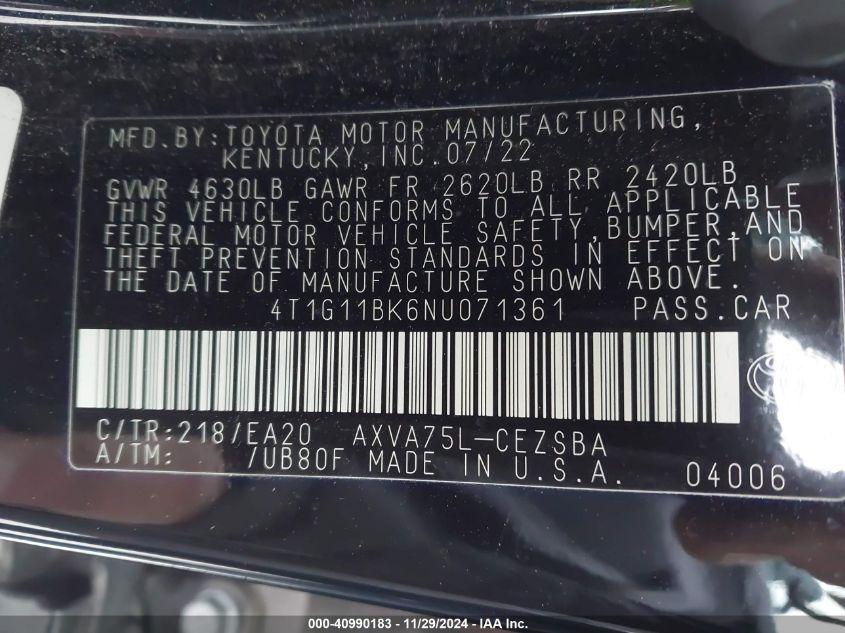 MFD.BY:TOYOTA MOTOR MANUFACTURING,
KENTUCKY,INC.07/22
GVWR 4630LB GAWR FR 2620LB RR 2420LB
THIS VEHICLE CONFORMS TO ALL APPLICABLE
FEDERAL MOTOR VEHICLE SAFETY,BUMPER,AND
THEFT PREVENTION STANDARDS IN EFFECT ON
THE DATE OF MANUFACTURE SHOWN ABOVE.
4T1G11BK6NU071361 PASS.CAR
C/TR:218/EA20 AXVA75L-CEZSBA
A/TM: /UB80F MADE IN U.S.A. 04006
000-40990183 - 11/29/2024 - IAA Inc.